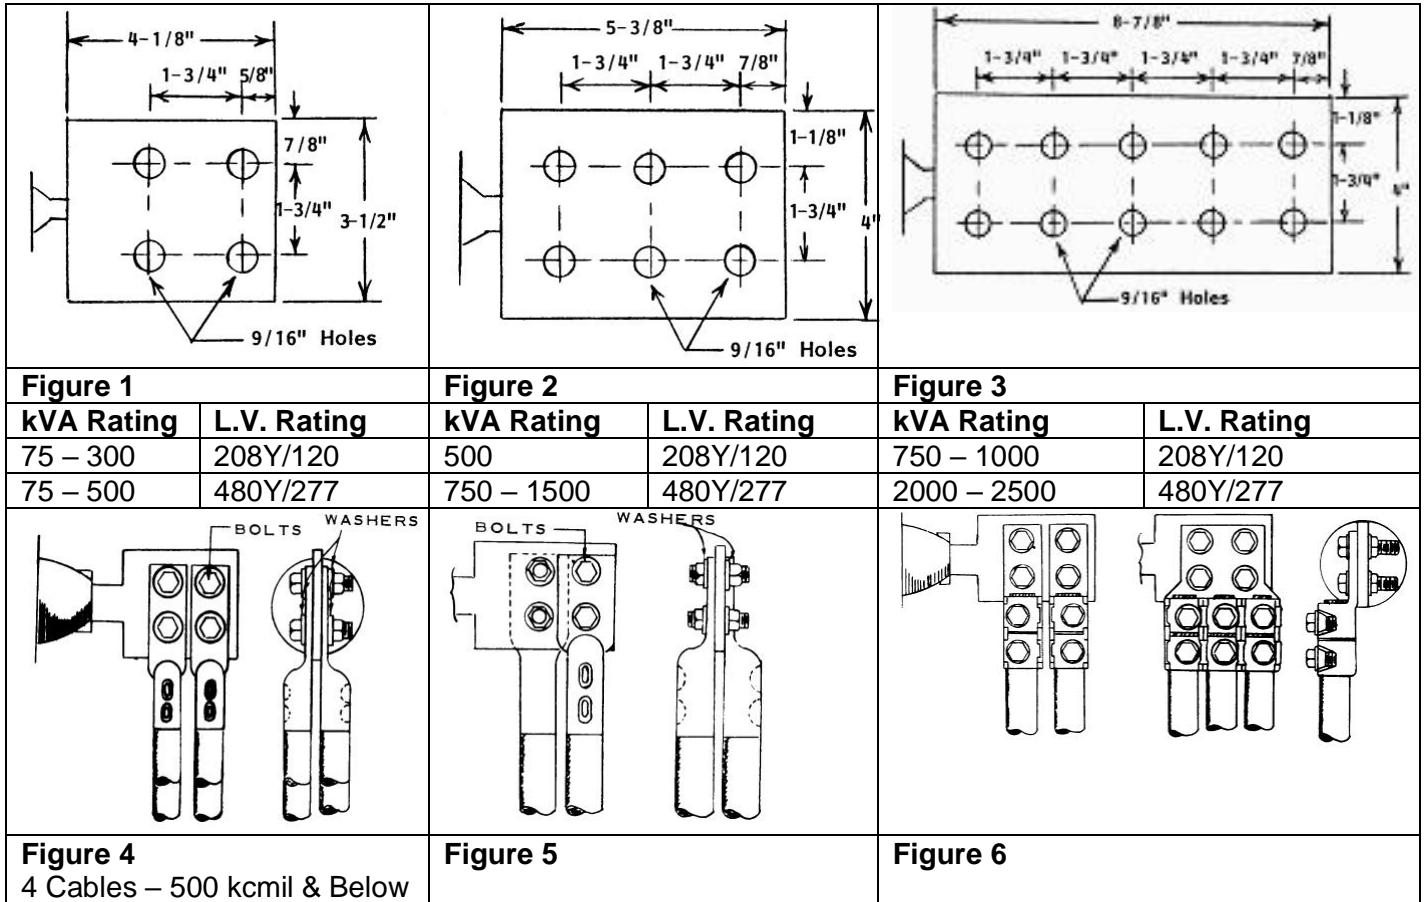 4-1/8"
1-3/4" 5/8"
7/8"
1-3/4"
3-1/2"
9/16" Holes
5-3/8"
1-3/4" 1-3/4" 7/8"
1-1/8"
1-3/4"
4"
9/16" Holes
8-7/8"
1-3/4" 1-3/4" 1-3/4" 1-3/4" 7/8"
1-1/8"
1-3/4"
4"
9/16" Holes
Figure 1
Figure 2
Figure 3
kVA Rating L.V. Rating
kVA Rating L.V. Rating
kVA Rating L.V. Rating
75 – 300 208Y/120
500 208Y/120
750 – 1000 208Y/120
75 – 500 480Y/277
750 – 1500 480Y/277
2000 – 2500 480Y/277
BOLTS
WASHERS
BOLTS
WASHERS
Figure 4
4 Cables – 500 kcmil & Below
Figure 5
Figure 6